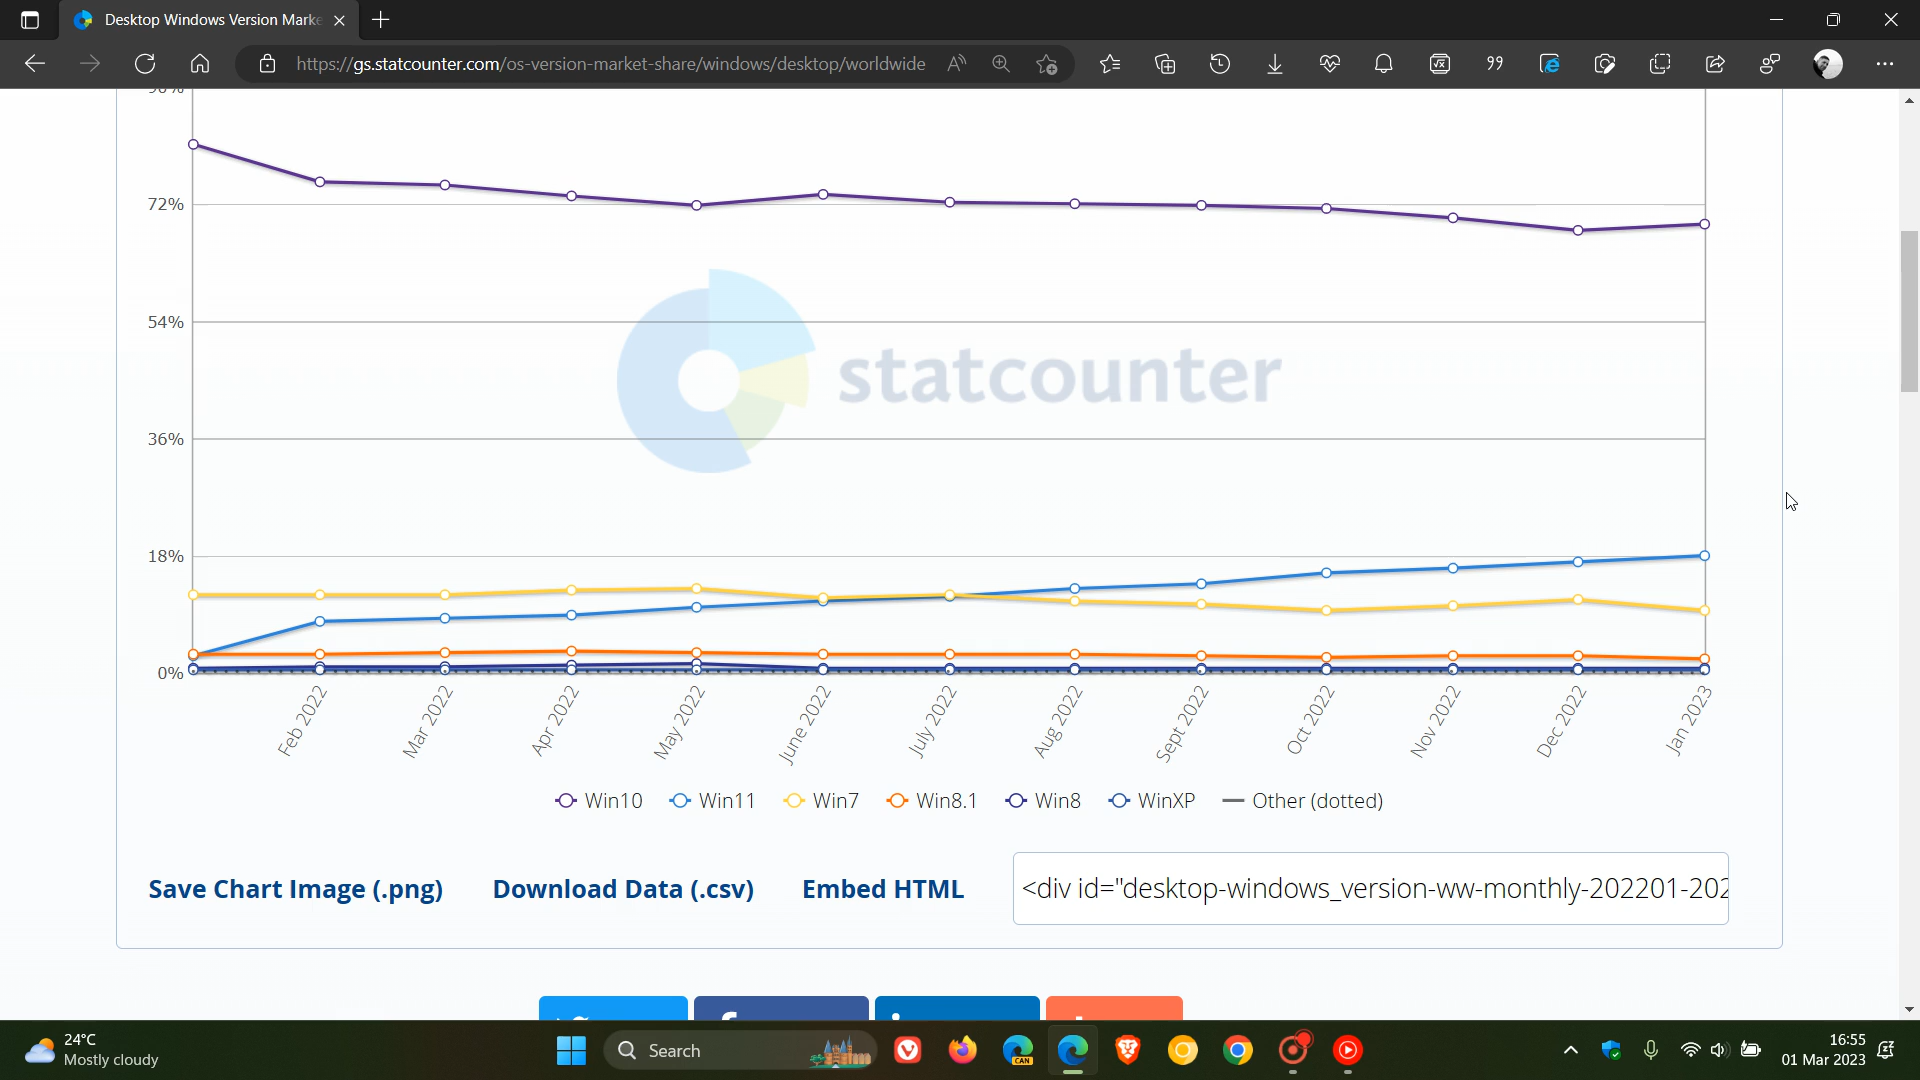 Desktop Windows Version Marke
https://gs.statcounter.com/os-version-market-share/windows/desktop/worldwide
72%
54%
statcounter
36%
18%
0%
Feb 2022
Mar 2022
Apr 2022
May 2022
June 2022
July 2022
Aug 2022
Sept 2022
Oct 2022
Nov 2022
Dec 2022
Jan 2023
Win10 Win11 Win7 Win8.1 Win8 WinXP Other (dotted)
Save Chart Image (.png) Download Data (.csv) Embed HTML <div id="desktop-windows_version-ww-monthly-202201-202
24°C
Mostly cloudy
Search
CAN
16:55
01 Mar 2023